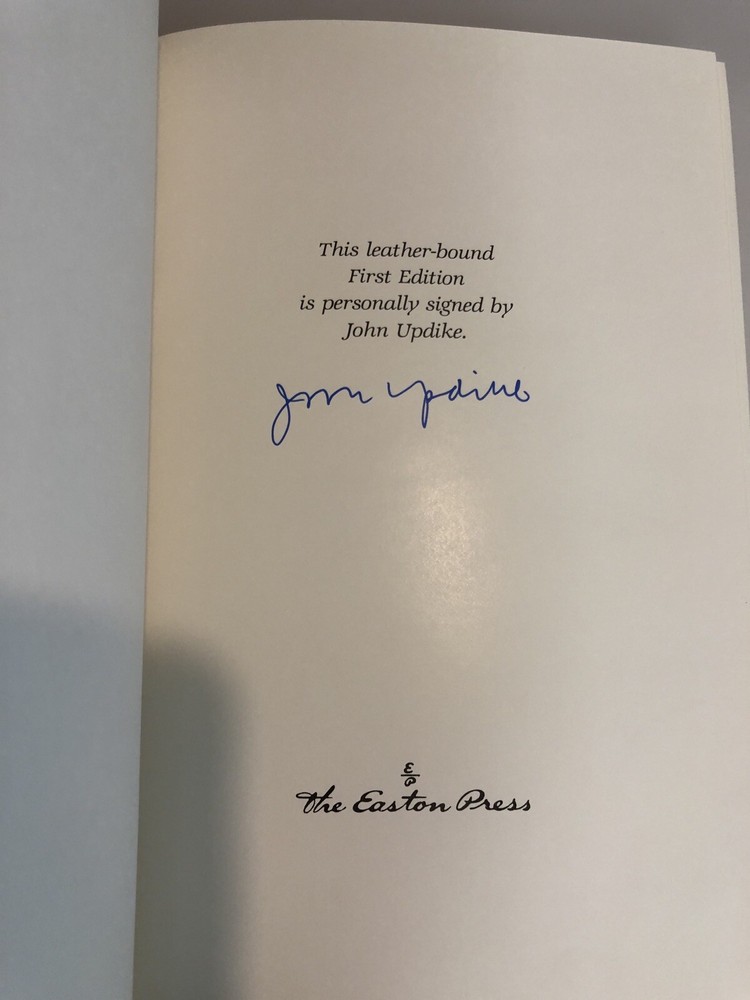 This leather-bound
First Edition
is personally signed by
John Updike.
John Updike
E
P
the Easton Press